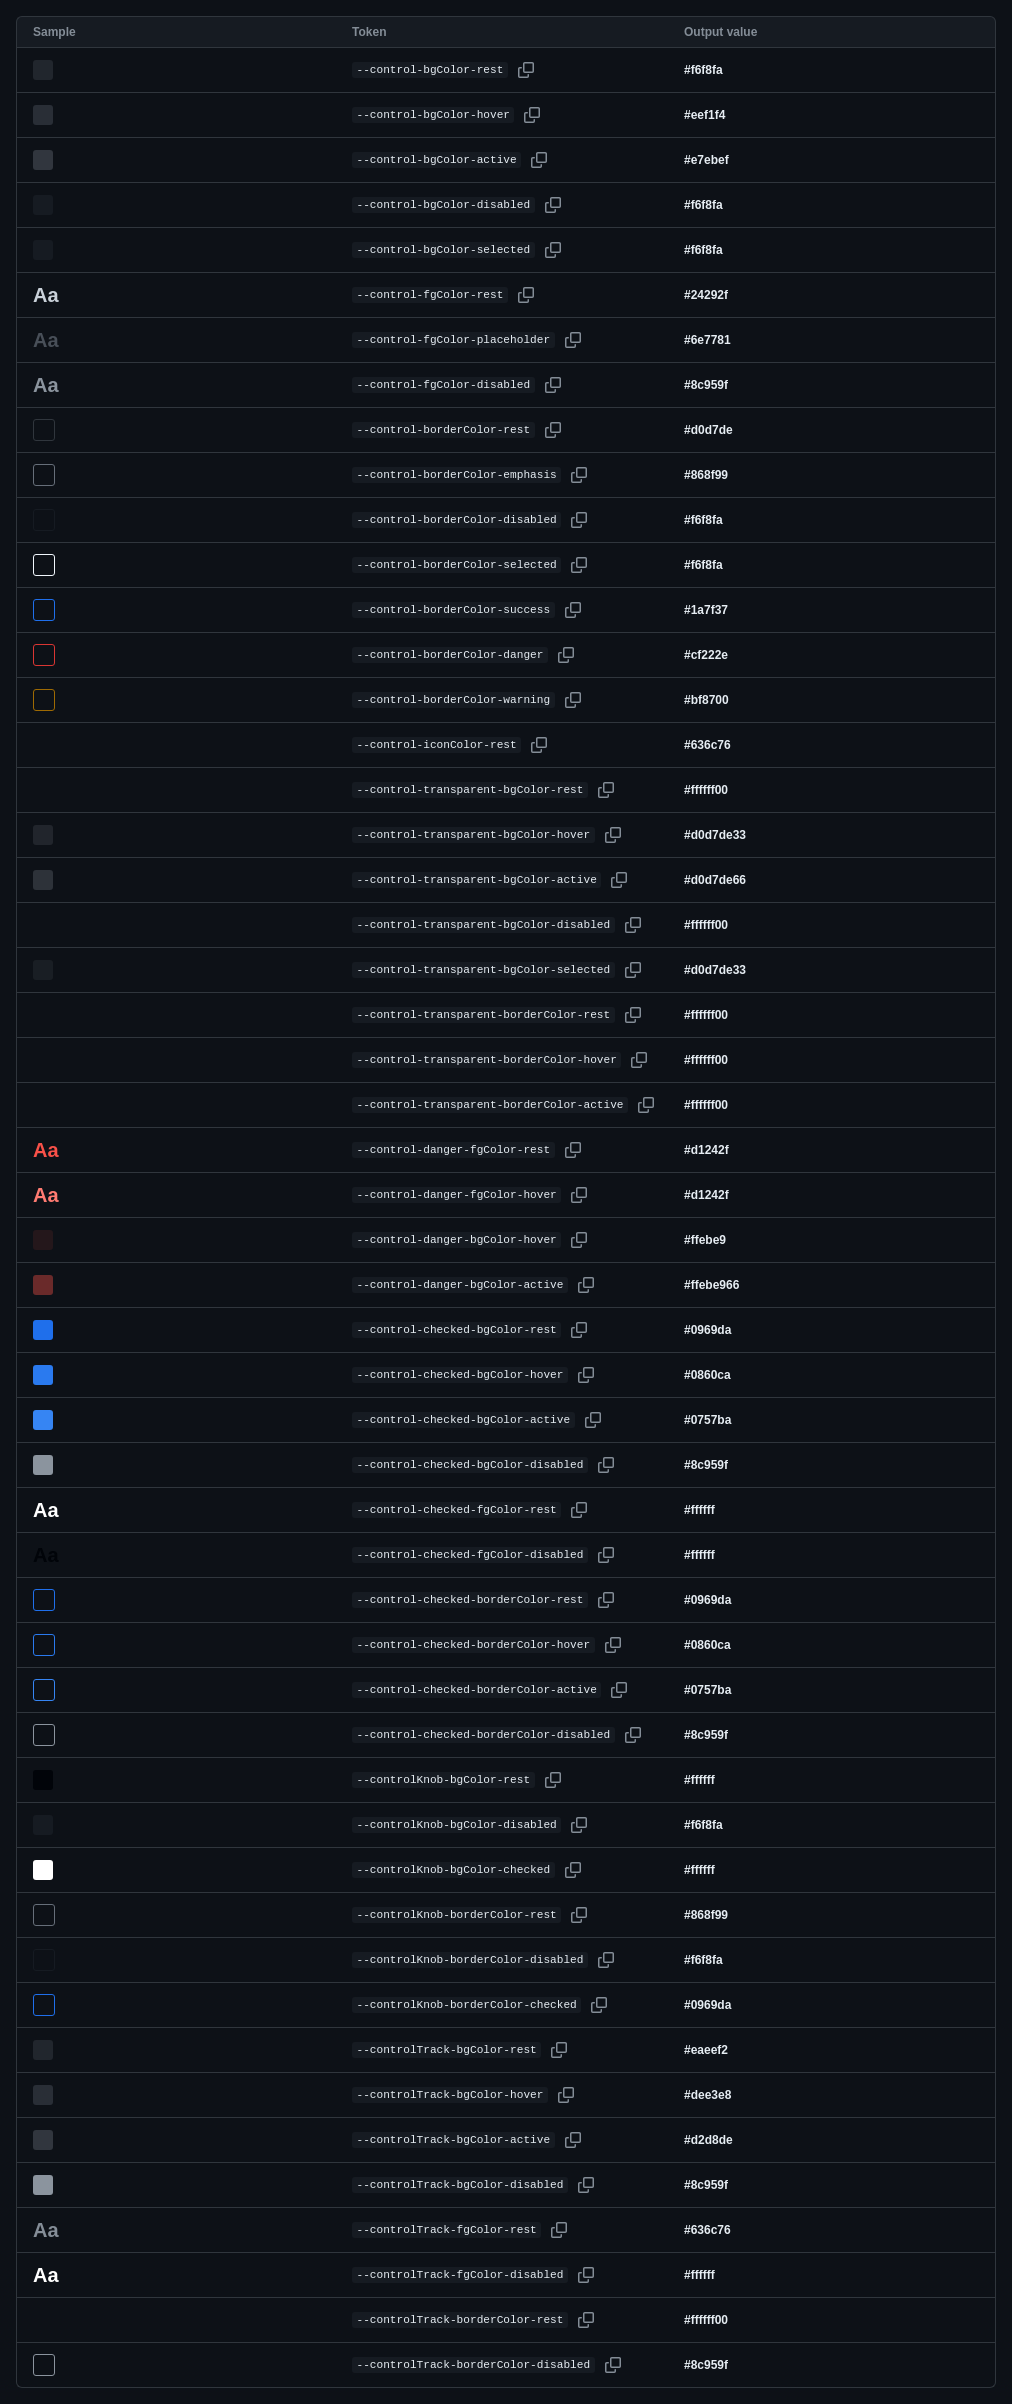 Sample Token Output value
--control-bgColor-rest #f6f8fa
--control-bgColor-hover #eef1f4
--control-bgColor-active #e7ebef
--control-bgColor-disabled #f6f8fa
--control-bgColor-selected #f6f8fa
Aa --control-fgColor-rest #24292f
Aa --control-fgColor-placeholder #6e7781
Aa --control-fgColor-disabled #8c959f
--control-borderColor-rest #d0d7de
--control-borderColor-emphasis #868f99
--control-borderColor-disabled #f6f8fa
--control-borderColor-selected #f6f8fa
--control-borderColor-success #1a7f37
--control-borderColor-danger #cf222e
--control-borderColor-warning #bf8700
--control-iconColor-rest #636c76
--control-transparent-bgColor-rest #ffffff00
--control-transparent-bgColor-hover #d0d7de33
--control-transparent-bgColor-active #d0d7de66
--control-transparent-bgColor-disabled #ffffff00
--control-transparent-bgColor-selected #d0d7de33
--control-transparent-borderColor-rest #ffffff00
--control-transparent-borderColor-hover #ffffff00
--control-transparent-borderColor-active #ffffff00
Aa --control-danger-fgColor-rest #d1242f
Aa --control-danger-fgColor-hover #d1242f
--control-danger-bgColor-hover #ffebe9
--control-danger-bgColor-active #ffebe966
--control-checked-bgColor-rest #0969da
--control-checked-bgColor-hover #0860ca
--control-checked-bgColor-active #0757ba
--control-checked-bgColor-disabled #8c959f
Aa --control-checked-fgColor-rest #ffffff
Aa --control-checked-fgColor-disabled #ffffff
--control-checked-borderColor-rest #0969da
--control-checked-borderColor-hover #0860ca
--control-checked-borderColor-active #0757ba
--control-checked-borderColor-disabled #8c959f
--controlKnob-bgColor-rest #ffffff
--controlKnob-bgColor-disabled #f6f8fa
--controlKnob-bgColor-checked #ffffff
--controlKnob-borderColor-rest #868f99
--controlKnob-borderColor-disabled #f6f8fa
--controlKnob-borderColor-checked #0969da
--controlTrack-bgColor-rest #eaeef2
--controlTrack-bgColor-hover #dee3e8
--controlTrack-bgColor-active #d2d8de
--controlTrack-bgColor-disabled #8c959f
Aa --controlTrack-fgColor-rest #636c76
Aa --controlTrack-fgColor-disabled #ffffff
--controlTrack-borderColor-rest #ffffff00
--controlTrack-borderColor-disabled #8c959f